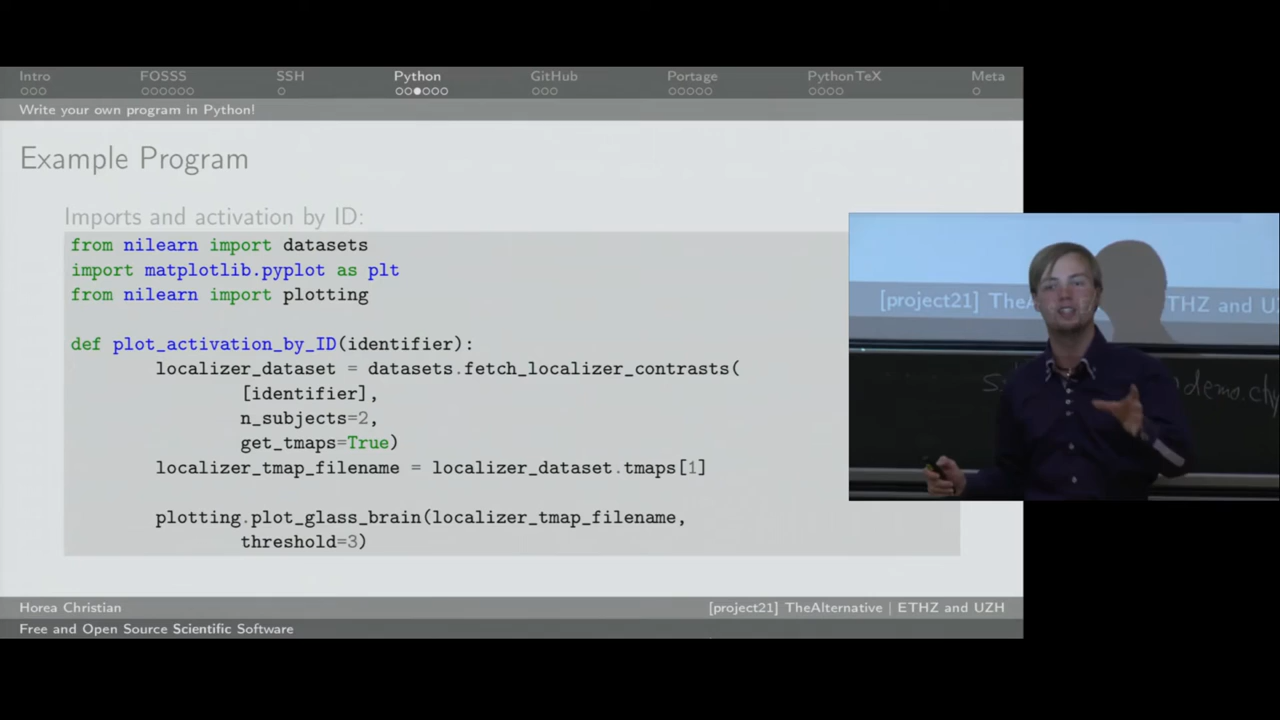 Intro FOSSS SSH Python GitHub Portage PythonTeX Meta
Write your own program in Python!
Example Program
Imports and activation by ID:
from nilearn import datasets
import matplotlib.pyplot as plt
from nilearn import plotting
def plot_activation_by_ID(identifier):
localizer_dataset = datasets.fetch_localizer_contrasts(
[identifier],
n_subjects=2,
get_tmaps=True)
localizer_tmap_filename = localizer_dataset.tmaps[1]
plotting.plot_glass_brain(localizer_tmap_filename,
threshold=3)
[project21] TheA THZ and UZ
demo.
Horea Christian [project21] TheAlternative | ETHZ and UZH
Free and Open Source Scientific Software